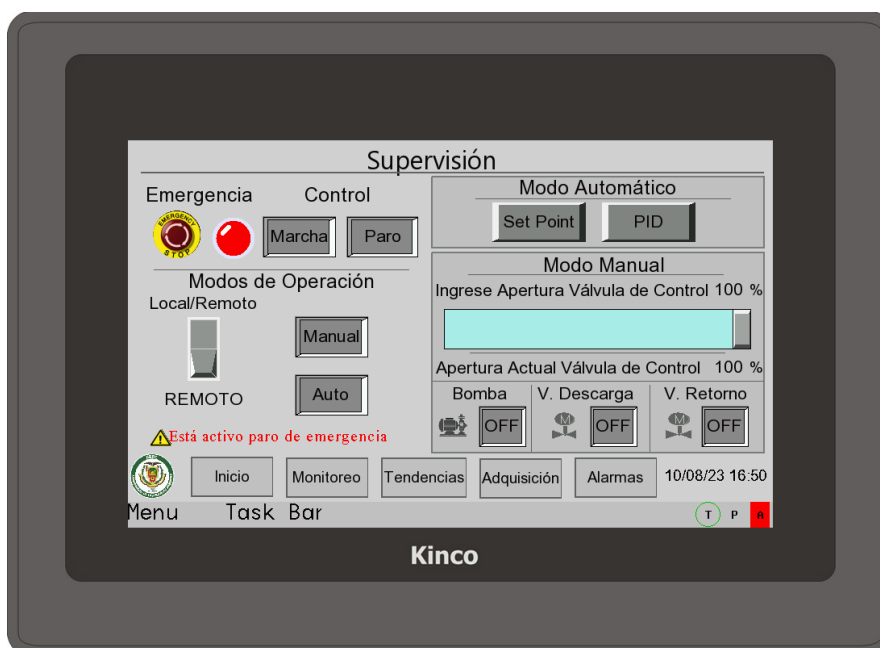 Supervisión
Emergencia Control
EMERGENCY
STOP
Marcha Paro
Modos de Operación
Local/Remoto
Manual
Auto
REMOTO
Está activo paro de emergencia
Modo Automático
Set Point PID
Modo Manual
Ingrese Apertura Válvula de Control 100 %
Apertura Actual Válvula de Control 100 %
Bomba V. Descarga V. Retorno
OFF M OFF M OFF
Inicio Monitoreo Tendencias Adquisición Alarmas 10/08/23 16:50
Menu Task Bar T P A
Kinco